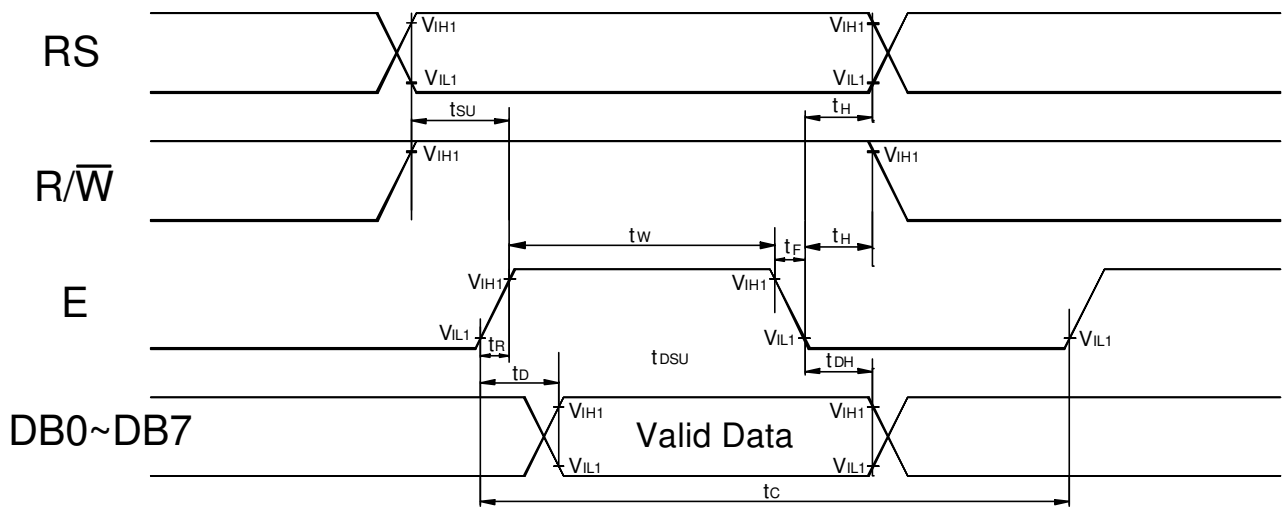 RS
VIH1
VIH1
VIL1
VIL1
tSU
tH
R/W̅
VIH1
VIH1
tW
tF
tH
E
VIH1
VIH1
VIL1
VIL1
VIL1
tR
tD
tDSU
tDH
DB0~DB7
VIH1
Valid Data
VIH1
VIL1
VIL1
tC